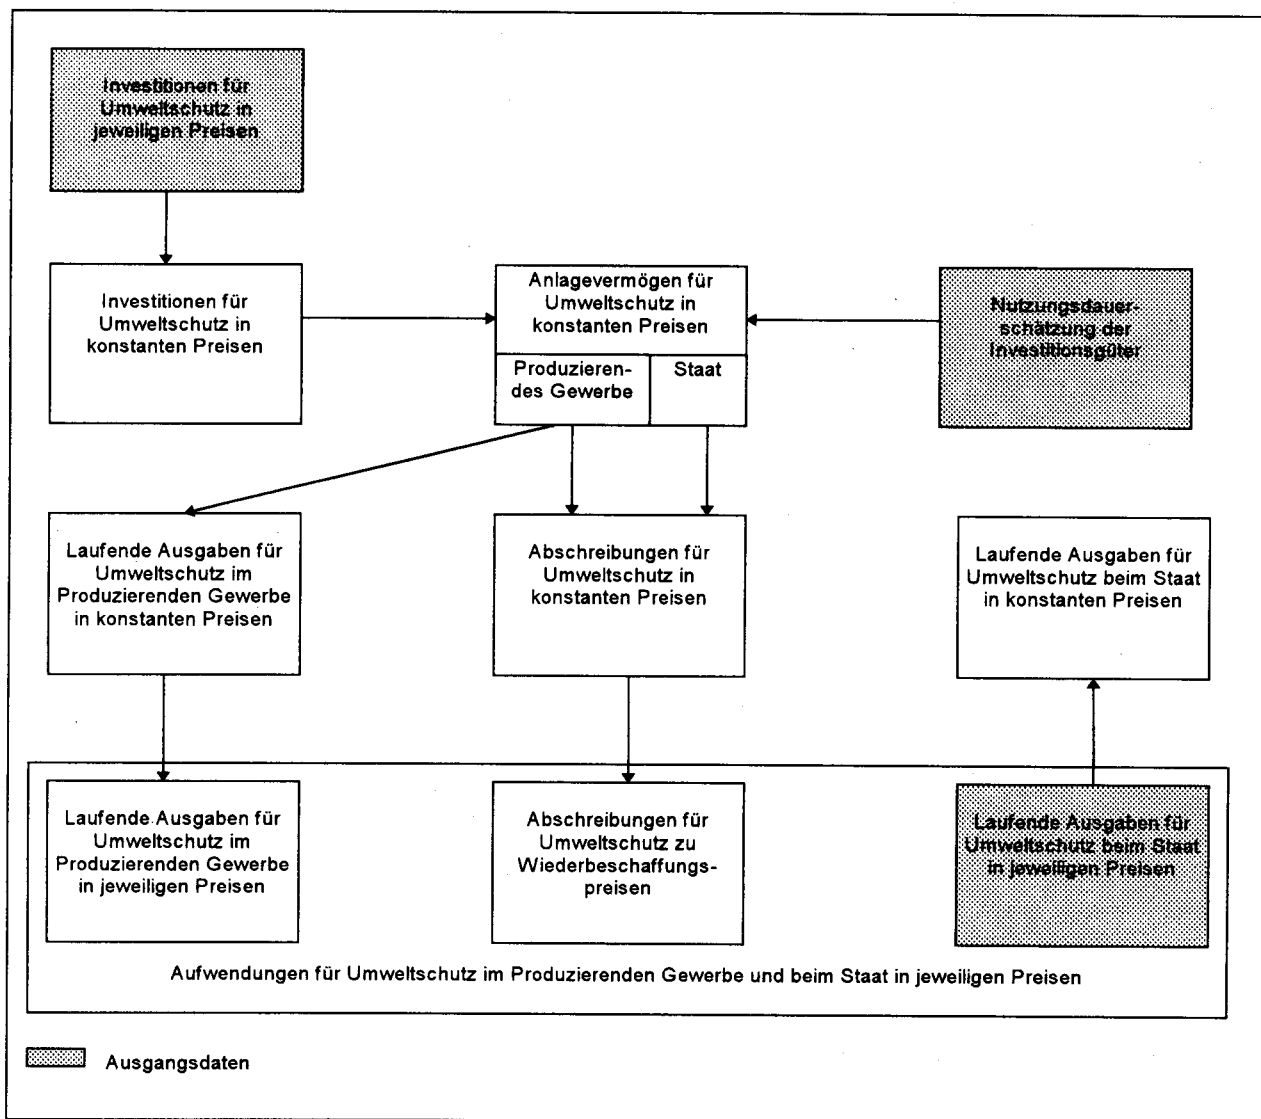 Investitionen für
Umweltschutz in
jeweiligen Preisen
Investitionen für
Umweltschutz in
konstanten Preisen
Anlagevermögen für
Umweltschutz in
konstanten Preisen
Produzieren-
des Gewerbe
Staat
Nutzungsdauer-
schätzung der
Investitionsgüter
Laufende Ausgaben für
Umweltschutz im
Produzierenden Gewerbe
in konstanten Preisen
Abschreibungen für
Umweltschutz in
konstanten Preisen
Laufende Ausgaben für
Umweltschutz beim Staat
in konstanten Preisen
Laufende Ausgaben für
Umweltschutz im
Produzierenden Gewerbe
in jeweiligen Preisen
Abschreibungen für
Umweltschutz zu
Wiederbeschaffungs-
preisen
Laufende Ausgaben für
Umweltschutz beim Staat
in jeweiligen Preisen
Aufwendungen für Umweltschutz im Produzierenden Gewerbe und beim Staat in jeweiligen Preisen
Ausgangsdaten